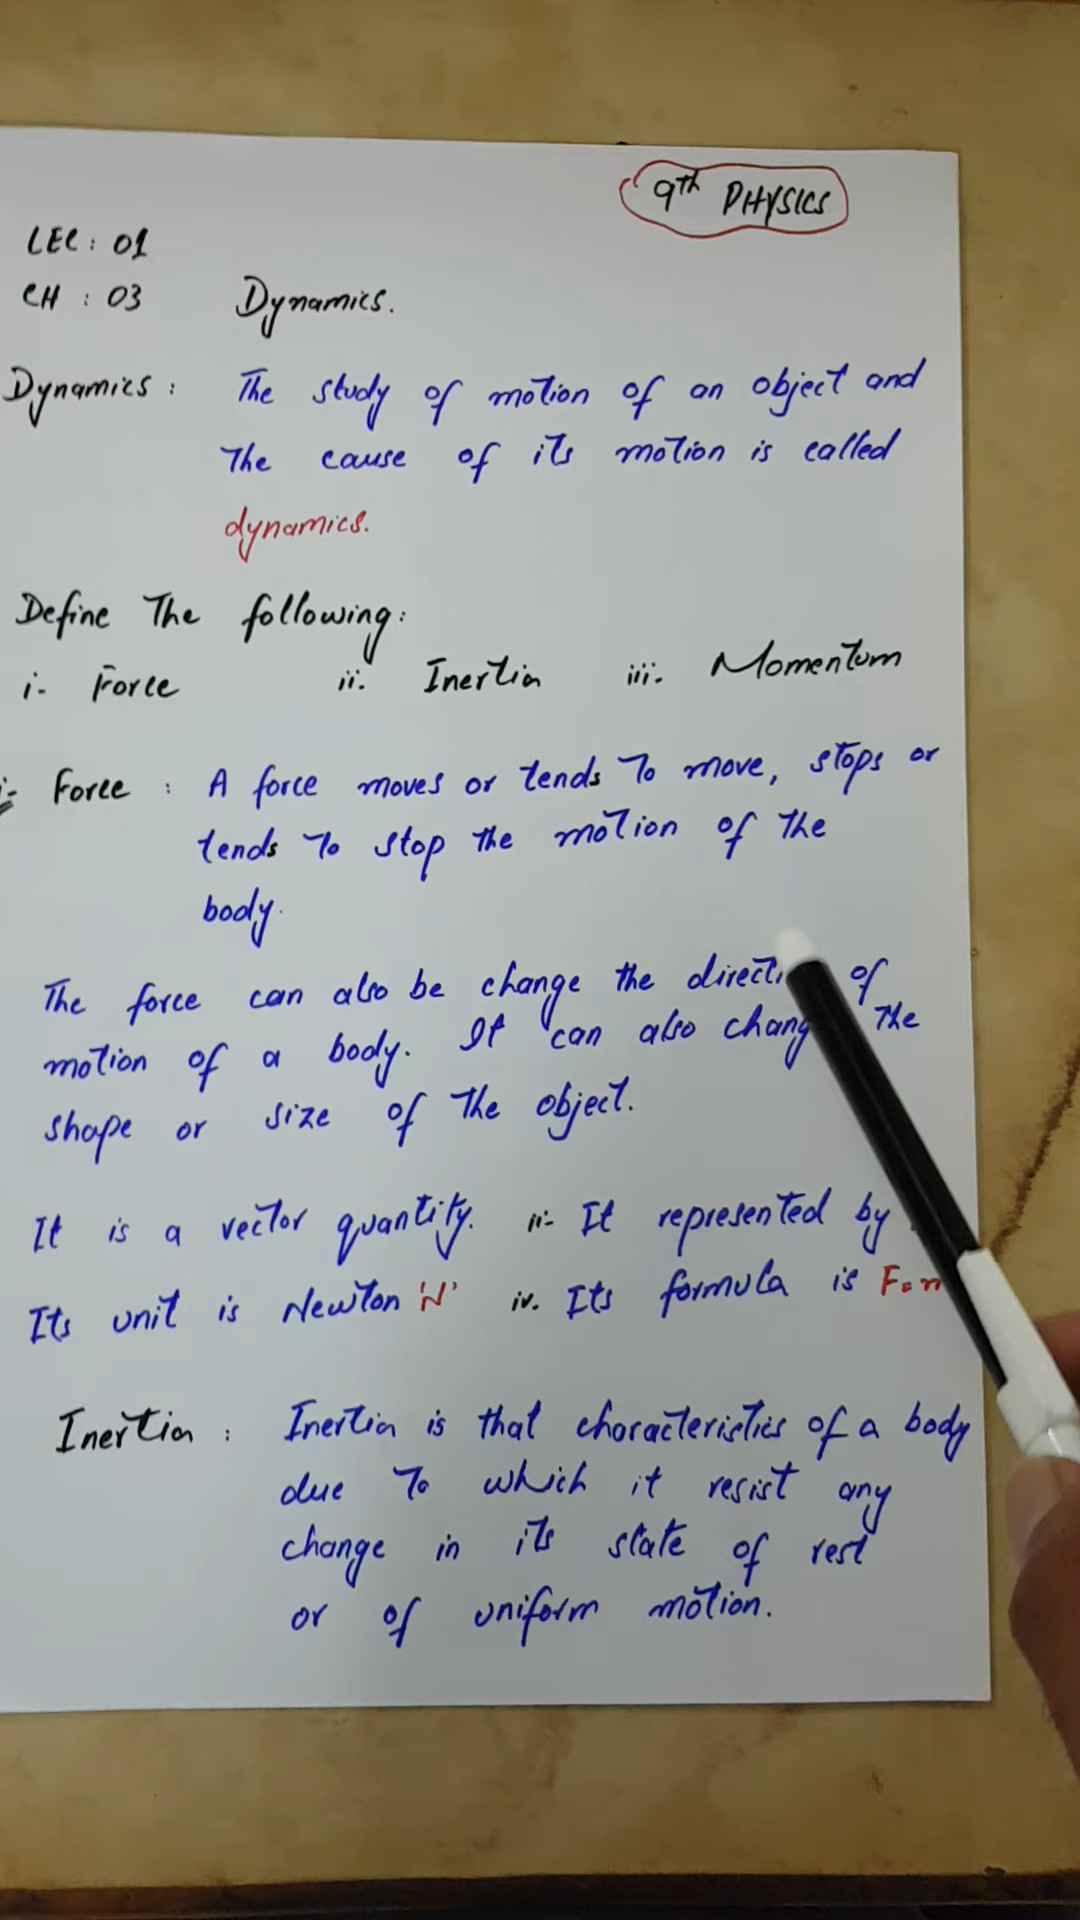 9th PHYSICS
LEC : 01
CH : 03 Dynamics.
Dynamics : The study of motion of an object and
The cause of its motion is called
dynamics.
Define The following:
i- Force ii- Inertia iii- Momentum
i- Force : A force moves or tends To move, stops or
tends To stop the motion of the
body.
The force can also be change the of
motion of a body. It can also The
shape or size of The object.
It is a vector quantity. ii- It represented by
Its unit is Newton 'N' iv. Its formula is F=
Inertia : Inertia is that characteristics of a body
due To which it resist any
change in its state of rest
or of uniform motion.